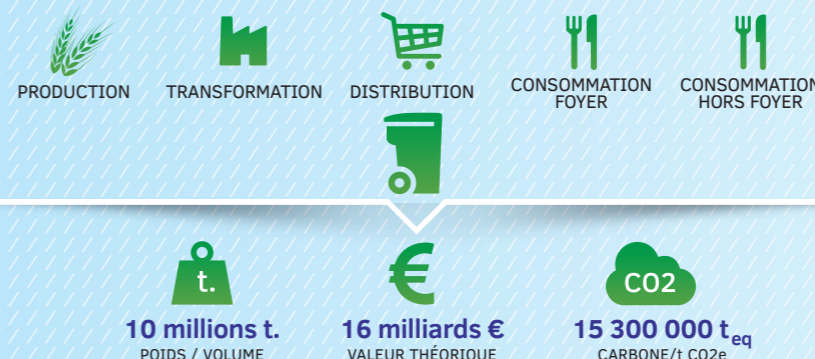 PRODUCTION
TRANSFORMATION
DISTRIBUTION
CONSOMMATION
FOYER
CONSOMMATION
HORS FOYER
t.
€
CO2
10 millions t.
POIDS / VOLUME
16 milliards €
VALEUR THÉORIQUE
15 300 000 teq
CARBONE/t CO2e